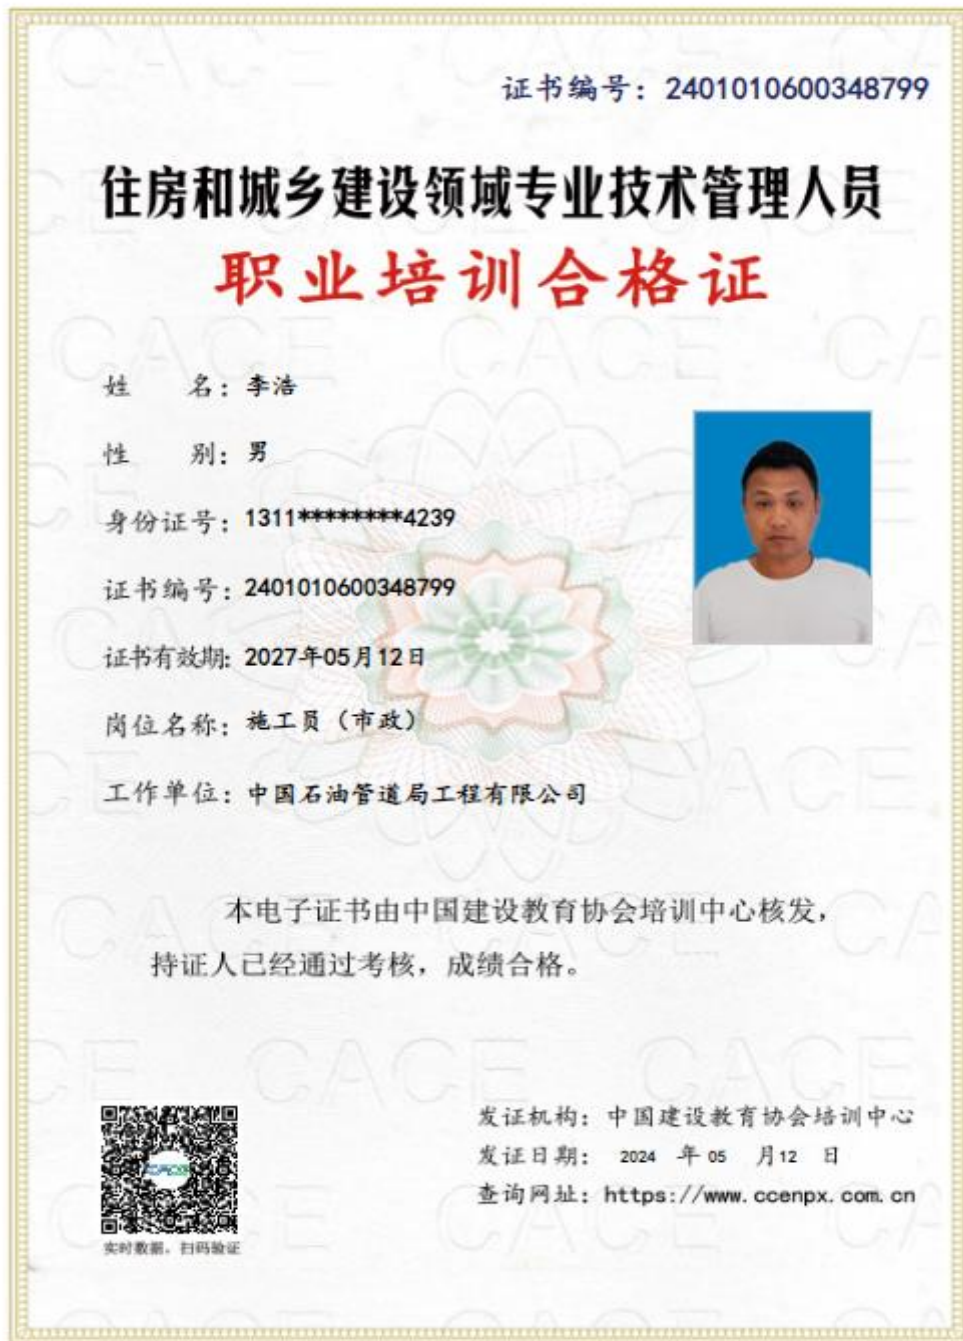 证书编号：2401010600348799
住房和城乡建设领域专业技术管理人员
职业培训合格证
姓 名：李浩
性 别：男
身份证号：1311********4239
证书编号：2401010600348799
证书有效期：2027年05月12日
岗位名称：施工员（市政）
工作单位：中国石油管道局工程有限公司
本电子证书由中国建设教育协会培训中心核发，
持证人已经通过考核，成绩合格。
发证机构：中国建设教育协会培训中心
发证日期： 2024 年 05 月 12 日
查询网址：https://www.ccenpx.com.cn
CACE
实时数据，扫码验证